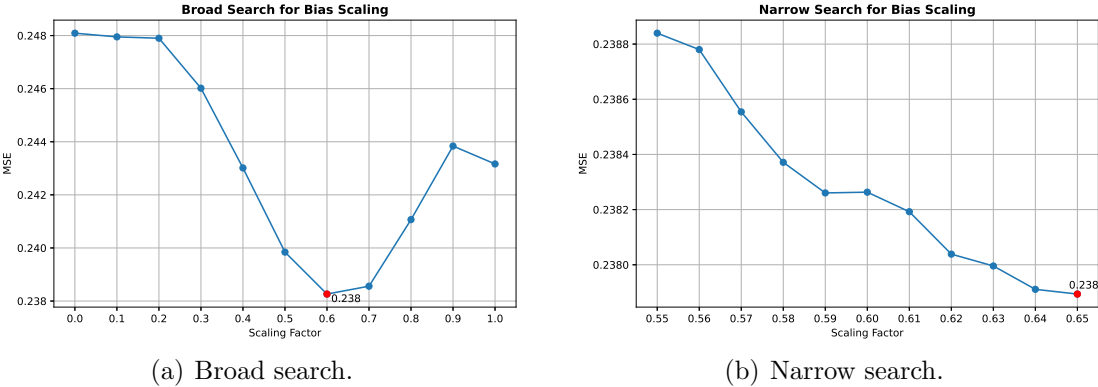 Broad Search for Bias Scaling
0.248
0.246
0.244
0.242
0.240
0.238
MSE
0.238
0.0 0.1 0.2 0.3 0.4 0.5 0.6 0.7 0.8 0.9 1.0
Scaling Factor
(a) Broad search.
Narrow Search for Bias Scaling
0.2388
0.2386
0.2384
0.2382
0.2380
MSE
0.238
0.55 0.56 0.57 0.58 0.59 0.60 0.61 0.62 0.63 0.64 0.65
Scaling Factor
(b) Narrow search.